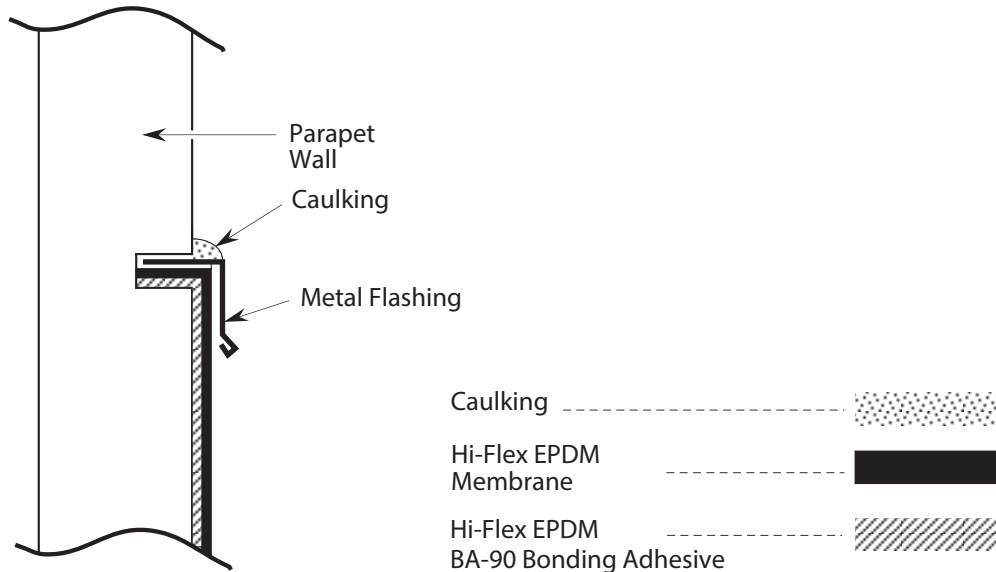 Parapet
Wall
Caulking
Metal Flashing
Caulking
Hi-Flex EPDM
Membrane
Hi-Flex EPDM
BA-90 Bonding Adhesive